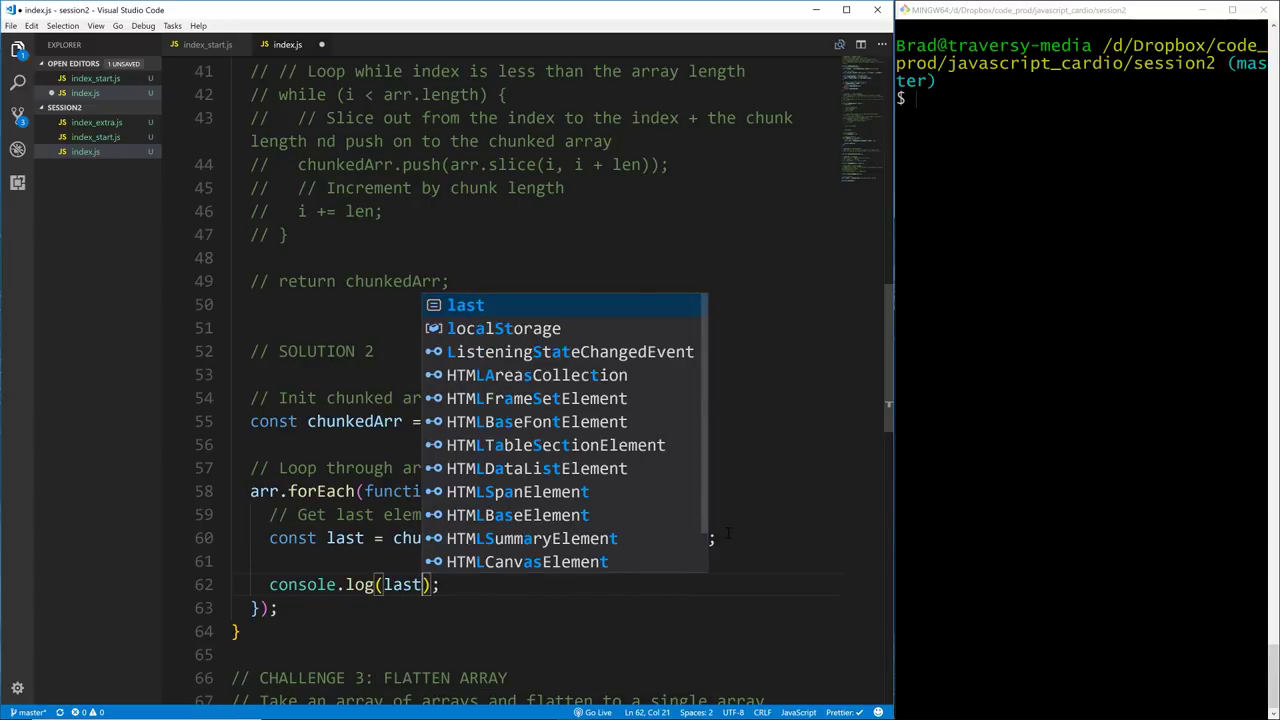 index.js - session2 - Visual Studio Code
File Edit Selection View Go Debug Tasks Help
EXPLORER
OPEN EDITORS 1 UNSAVED
index_start.js U
index.js U
SESSION2
index_extra.js U
index_start.js U
index.js U
index_start.js
index.js
41 // Loop while index is less than the array length
42 // while (i < arr.length) {
43 // // Slice out from the index to the index + the chunk
length nd push on to the chunked array
44 // chunkedArr.push(arr.slice(i, i + len));
45 // Increment by chunk length
46 // i += len;
47 // }
48
49 // return chunkedArr;
50
51
52 // SOLUTION 2
53
54 // Init chunked ar
55 const chunkedArr =
56
57 // Loop through ar
58 arr.forEach(functi
59 // Get last elem
60 const last = chu ;
61
62 console.log(last);
63 });
64 }
65
66 // CHALLENGE 3: FLATTEN ARRAY
67 // Take an array of arrays and flatten to a single array
last
localStorage
ListeningStateChangedEvent
HTMLAreasCollection
HTMLFrameSetElement
HTMLBaseFontElement
HTMLTableSectionElement
HTMLDataListElement
HTMLSpanElement
HTMLBaseElement
HTMLSummaryElement
HTMLCanvasElement
master* 0 0
Go Live Ln 62, Col 21 Spaces: 2 UTF-8 CRLF JavaScript Prettier: ✓
MINGW64:/d/Dropbox/code_prod/javascript_cardio/session2
Brad@traversy-media /d/Dropbox/code_
prod/javascript_cardio/session2 (mas
ter)
$